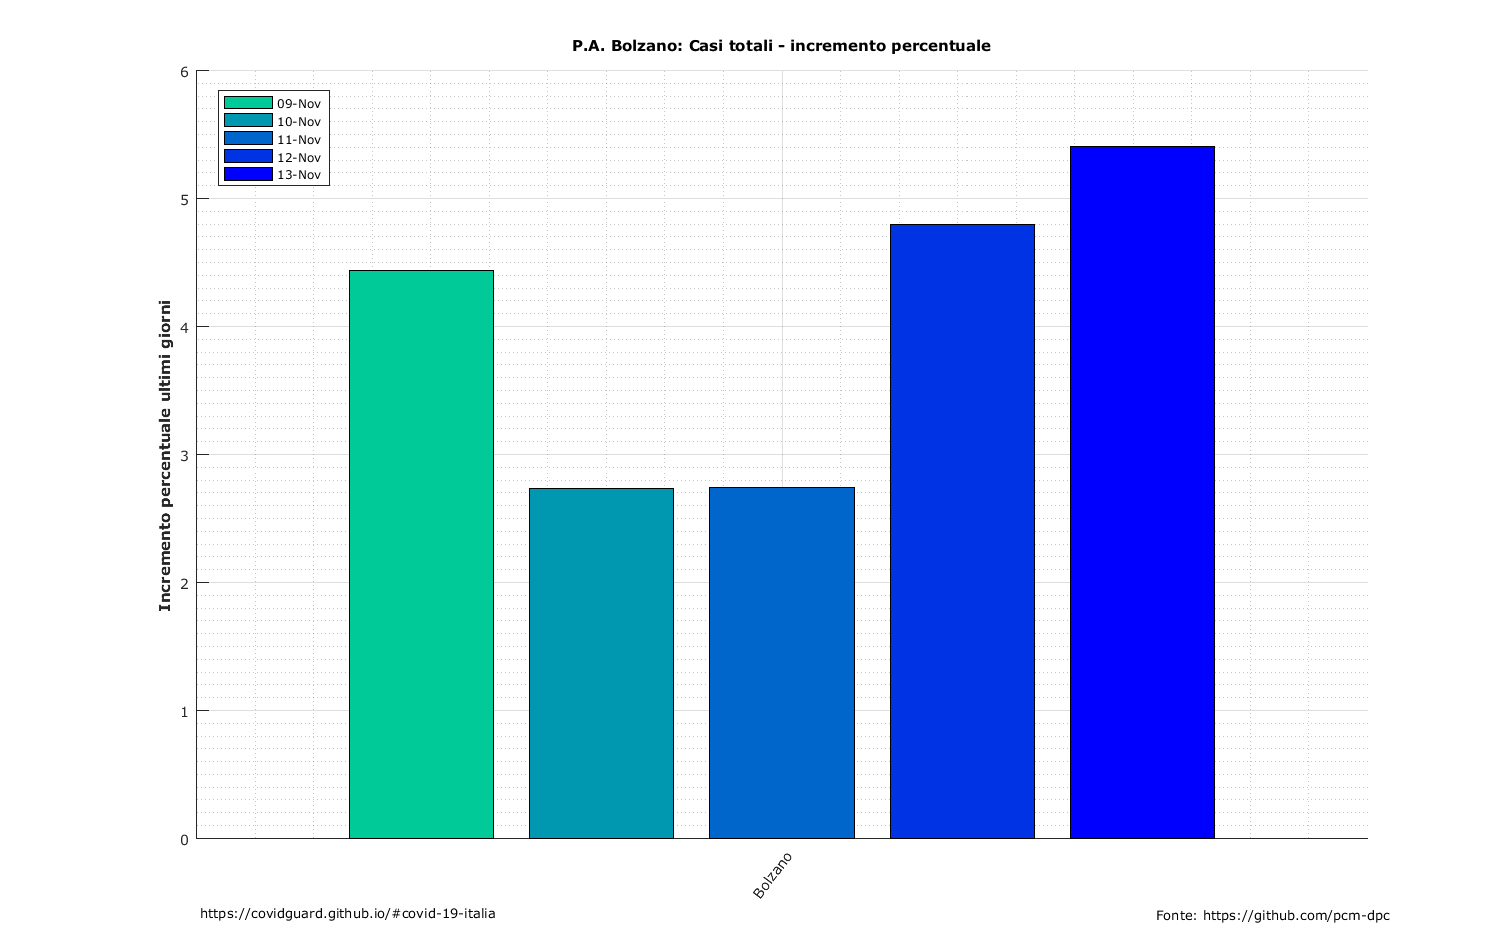 P.A. Bolzano: Casi totali - incremento percentuale
6
5
4
3
2
1
0
Incremento percentuale ultimi giorni
09-Nov
10-Nov
11-Nov
12-Nov
13-Nov
Bolzano
https://covidguard.github.io/#covid-19-italia
Fonte: https://github.com/pcm-dpc